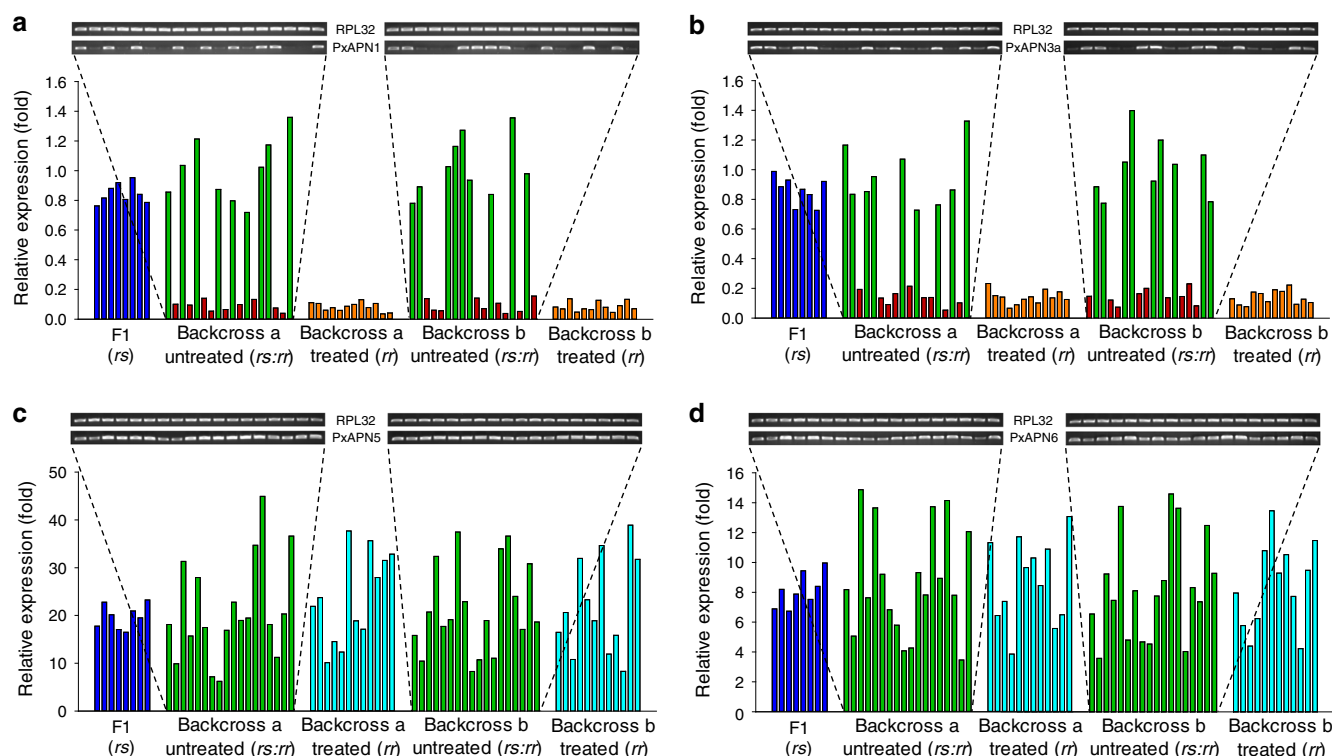 a
RPL32
PxAPN1
Relative expression (fold)
1.6
1.4
1.2
1.0
0.8
0.6
0.4
0.2
0.0
F1
(rs)
Backcross a
untreated (rs:rr)
Backcross a
treated (rr)
Backcross b
untreated (rs:rr)
Backcross b
treated (rr)
b
RPL32
PxAPN3a
Relative expression (fold)
1.6
1.4
1.2
1.0
0.8
0.6
0.4
0.2
0.0
F1
(rs)
Backcross a
untreated (rs:rr)
Backcross a
treated (rr)
Backcross b
untreated (rs:rr)
Backcross b
treated (rr)
c
RPL32
PxAPN5
Relative expression (fold)
50
40
30
20
10
0
F1
(rs)
Backcross a
untreated (rs:rr)
Backcross a
treated (rr)
Backcross b
untreated (rs:rr)
Backcross b
treated (rr)
d
RPL32
PxAPN6
Relative expression (fold)
16
14
12
10
8
6
4
2
0
F1
(rs)
Backcross a
untreated (rs:rr)
Backcross a
treated (rr)
Backcross b
untreated (rs:rr)
Backcross b
treated (rr)